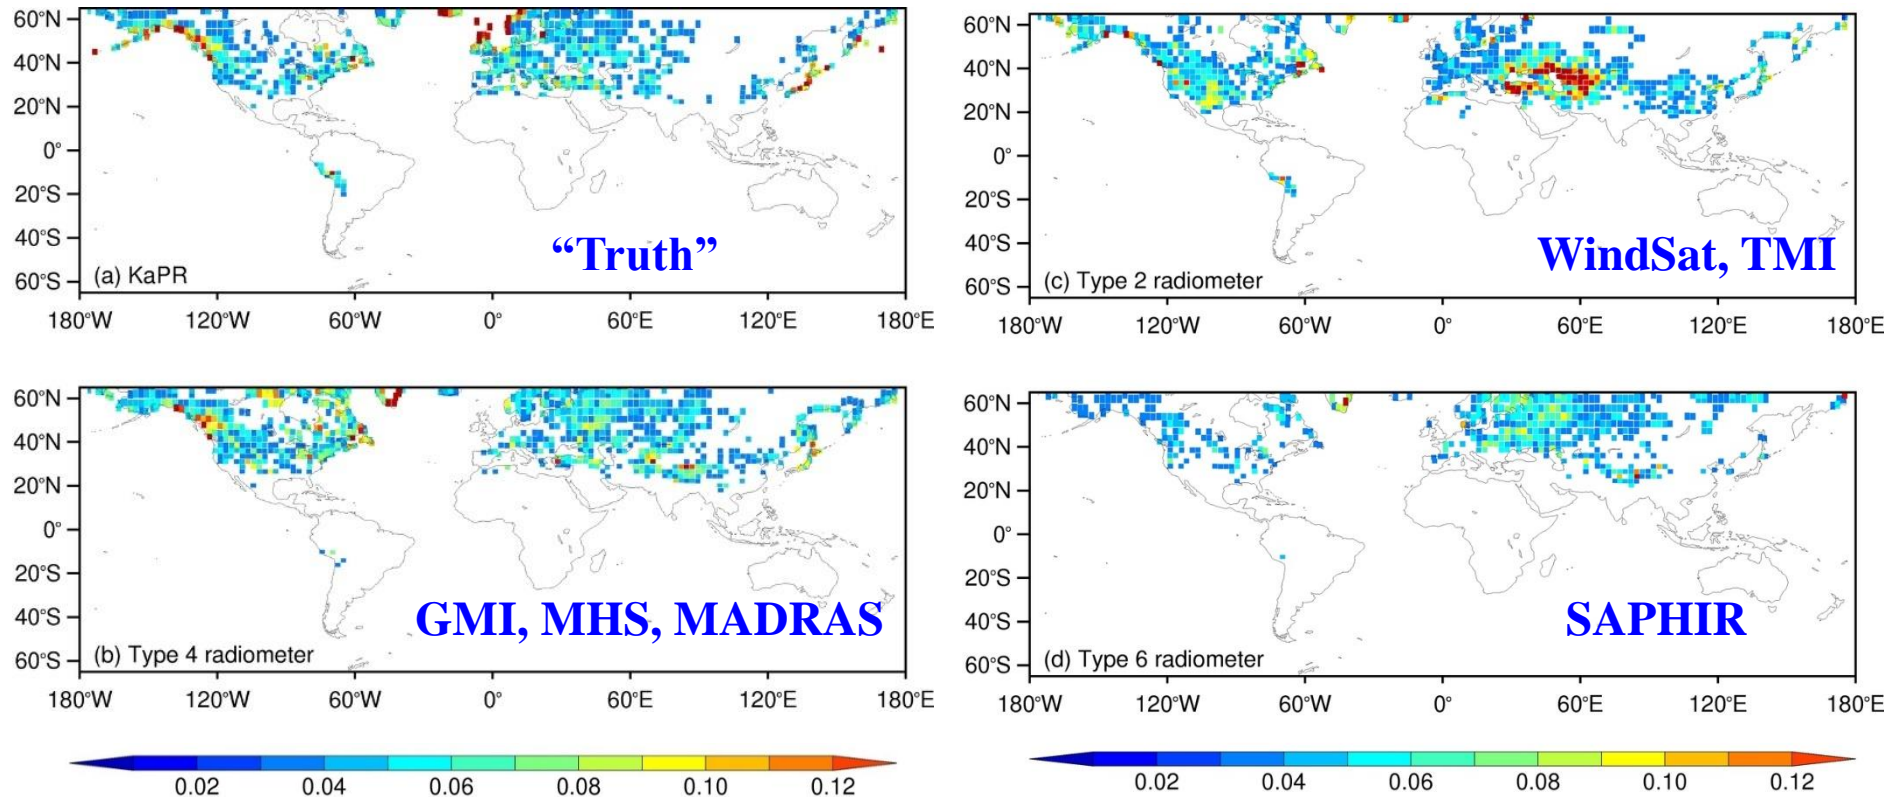 60°N
40°N
20°N
0°
20°S
40°S
60°S
"Truth"
(a) KaPR
180°W 120°W 60°W 0° 60°E 120°E 180°E
60°N
40°N
20°N
0°
20°S
40°S
60°S
WindSat, TMI
(c) Type 2 radiometer
180°W 120°W 60°W 0° 60°E 120°E 180°E
60°N
40°N
20°N
0°
20°S
40°S
60°S
GMI, MHS, MADRAS
(b) Type 4 radiometer
180°W 120°W 60°W 0° 60°E 120°E 180°E
60°N
40°N
20°N
0°
20°S
40°S
60°S
SAPHIR
(d) Type 6 radiometer
180°W 120°W 60°W 0° 60°E 120°E 180°E
0.02 0.04 0.06 0.08 0.10 0.12
0.02 0.04 0.06 0.08 0.10 0.12